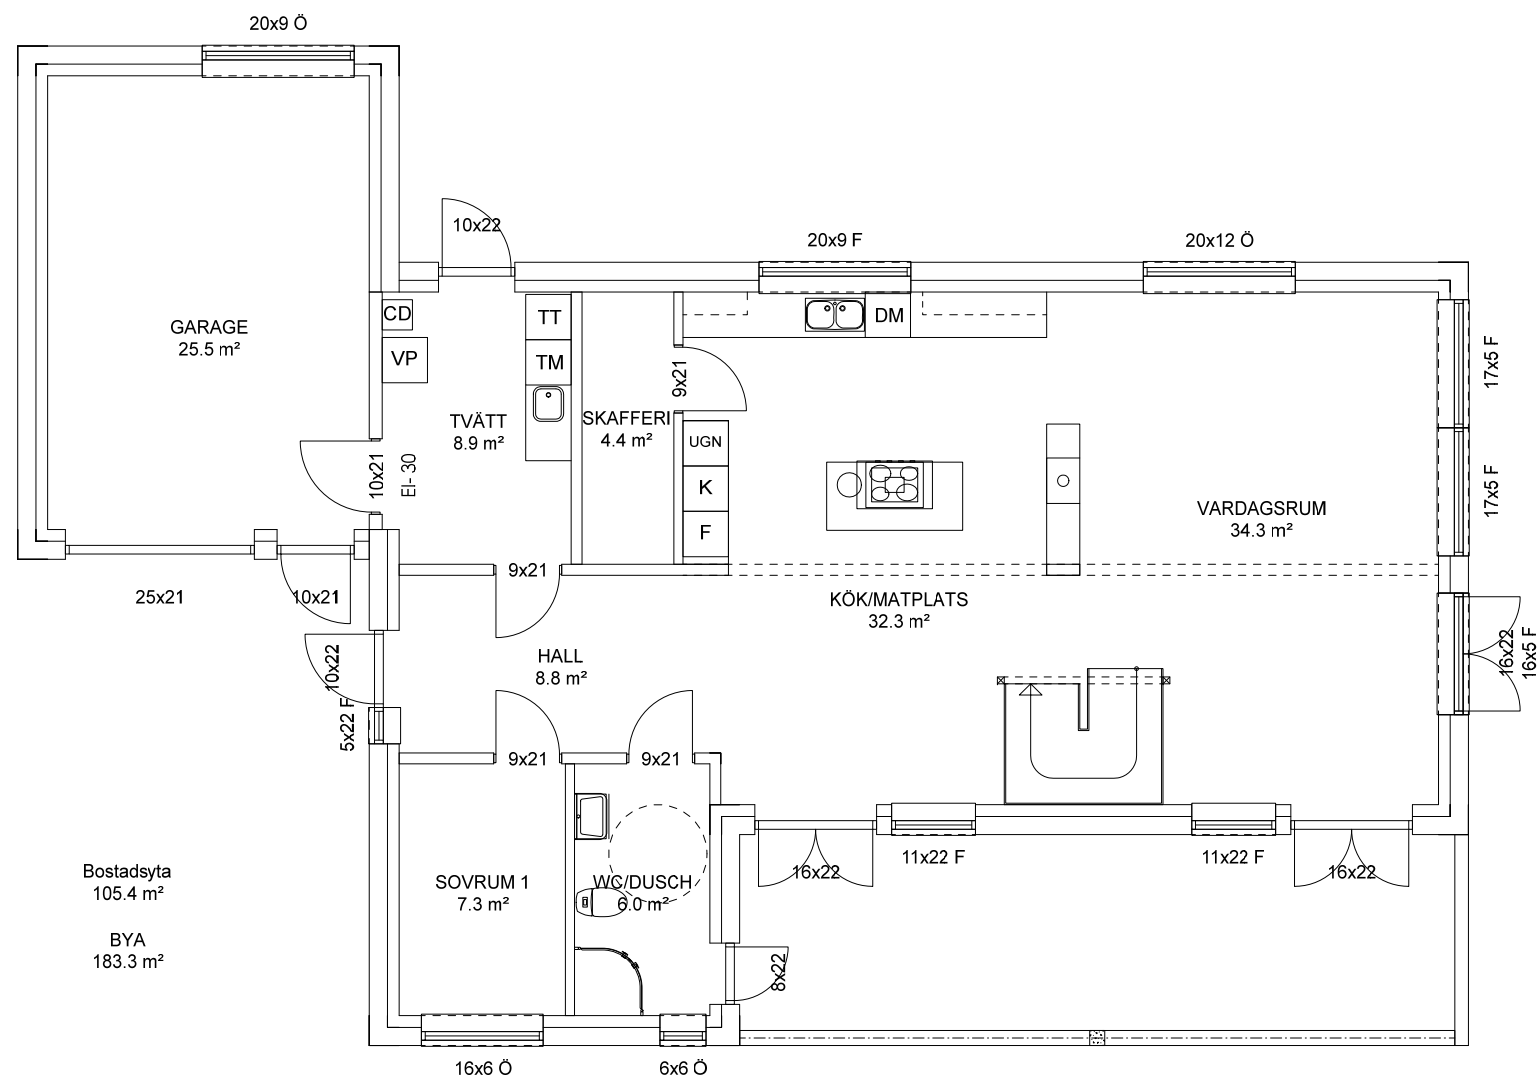 20x9 Ö
10x22
20x9 F
20x12 Ö
GARAGE
25.5 m²
CD
VP
TT
TM
DM
9x21
17x5 F
TVÄTT
8.9 m²
SKAFFERI
4.4 m²
UGN
K
F
10x21
EI- 30
17x5 F
VARDAGSRUM
34.3 m²
9x21
25x21
10x21
KÖK/MATPLATS
32.3 m²
HALL
8.8 m²
10x22
5x22 F
16x22
16x5 F
9x21
9x21
11x22 F
11x22 F
16x22
16x22
Bostadsyta
105.4 m²
SOVRUM 1
7.3 m²
WC/DUSCH
6.0 m²
BYA
183.3 m²
8x22
16x6 Ö
6x6 Ö